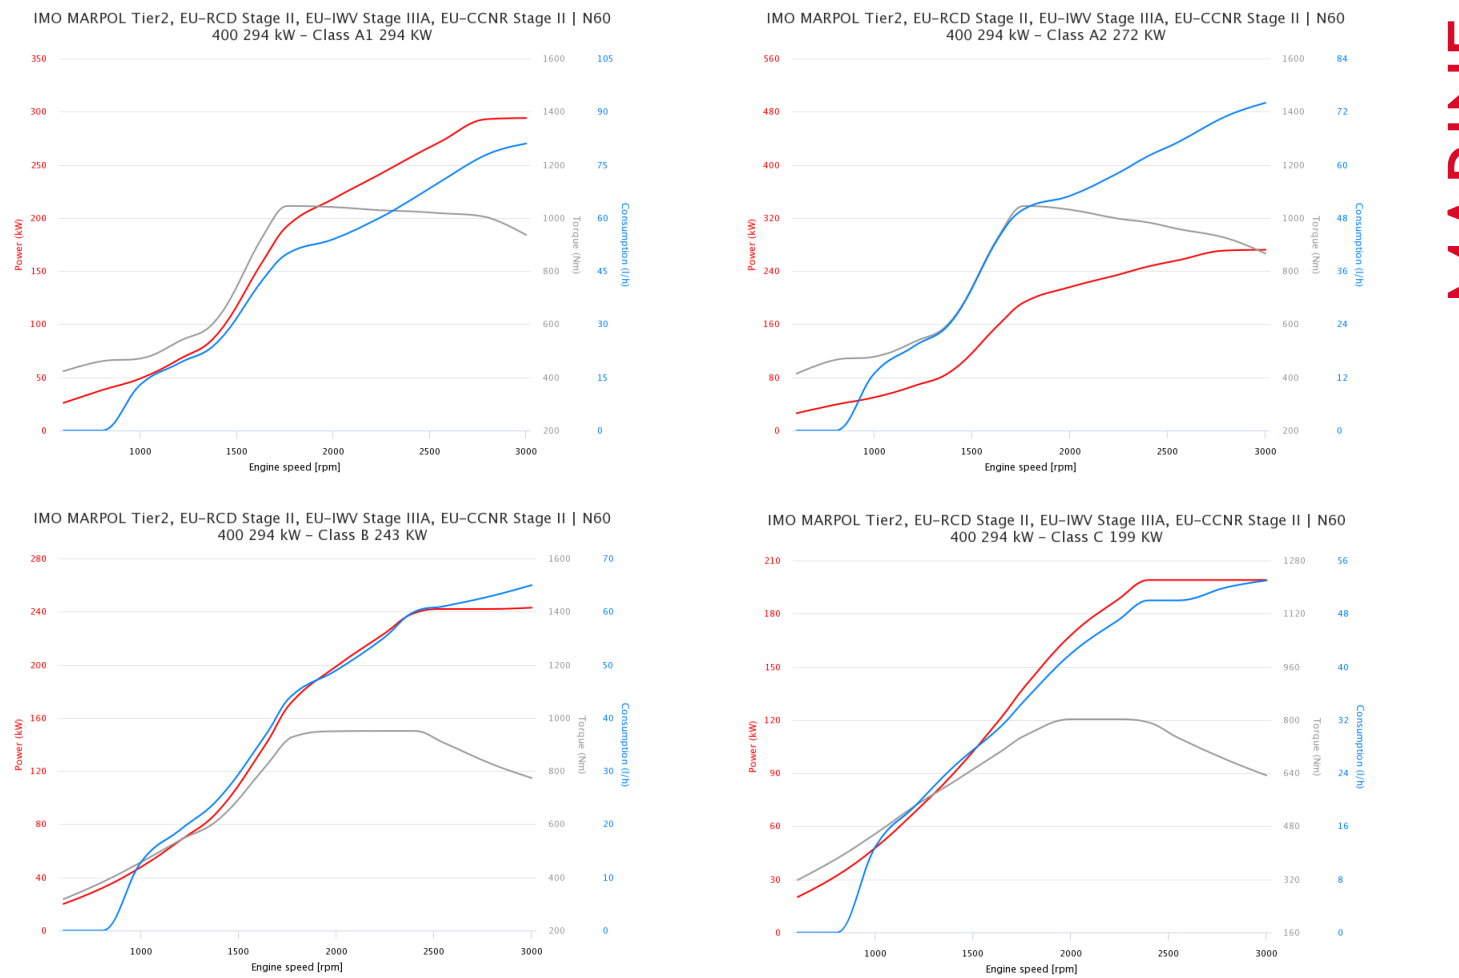 IMO MARPOL Tier2, EU-RCD Stage II, EU-IWV Stage IIIA, EU-CCNR Stage II | N60
400 294 kW – Class A1 294 KW
350 1600 105
300 1400 90
250 1200 75
200 1000 60
150 800 45
100 600 30
50 400 15
0 200 0
Power (kW)
Torque (Nm)
Consumption (l/h)
1000 1500 2000 2500 3000
Engine speed [rpm]
IMO MARPOL Tier2, EU-RCD Stage II, EU-IWV Stage IIIA, EU-CCNR Stage II | N60
400 294 kW – Class A2 272 KW
560 1600 84
480 1400 72
400 1200 60
320 1000 48
240 800 36
160 600 24
80 400 12
0 200 0
Power (kW)
Torque (Nm)
Consumption (l/h)
1000 1500 2000 2500 3000
Engine speed [rpm]
IMO MARPOL Tier2, EU-RCD Stage II, EU-IWV Stage IIIA, EU-CCNR Stage II | N60
400 294 kW – Class B 243 KW
280 1600 70
240 1400 60
200 1200 50
160 1000 40
120 800 30
80 600 20
40 400 10
0 200 0
Power (kW)
Torque (Nm)
Consumption (l/h)
1000 1500 2000 2500 3000
Engine speed [rpm]
IMO MARPOL Tier2, EU-RCD Stage II, EU-IWV Stage IIIA, EU-CCNR Stage II | N60
400 294 kW – Class C 199 KW
210 1280 56
180 1120 48
150 960 40
120 800 32
90 640 24
60 480 16
30 320 8
0 160 0
Power (kW)
Torque (Nm)
Consumption (l/h)
1000 1500 2000 2500 3000
Engine speed [rpm]